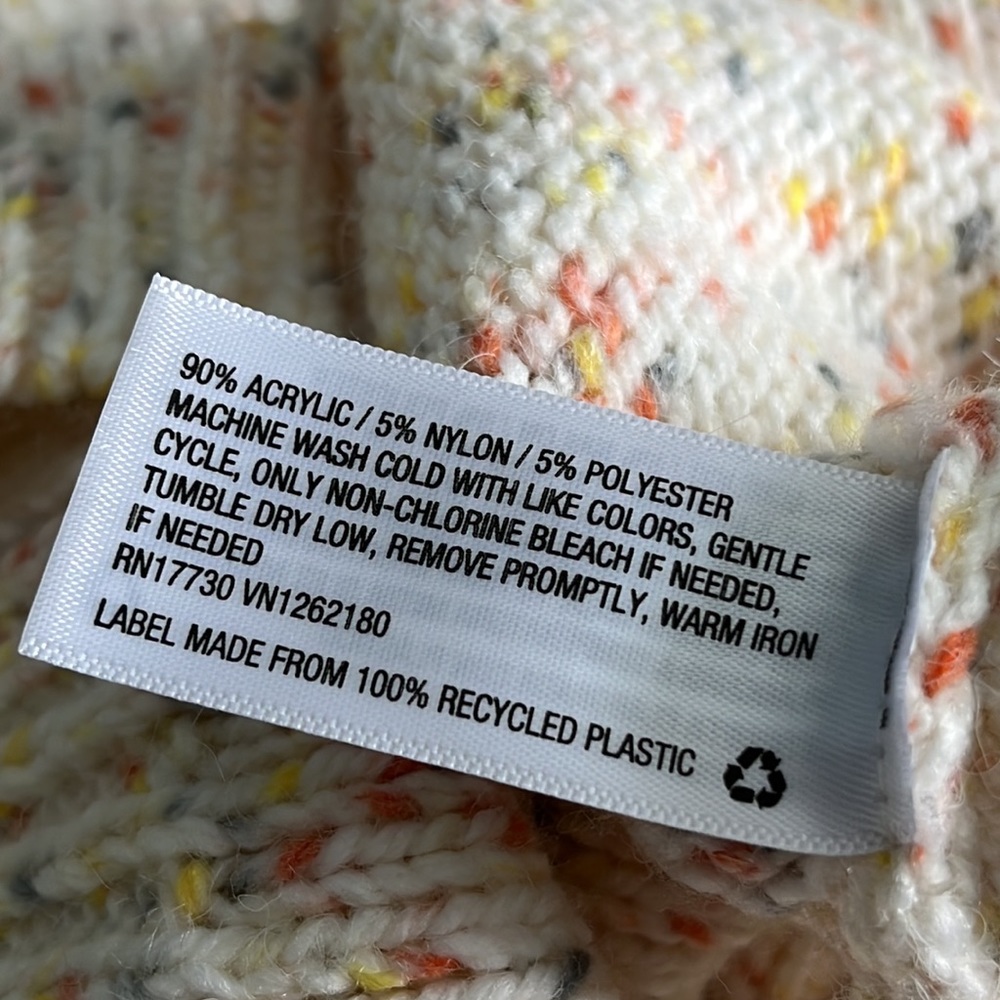 90% ACRYLIC / 5% NYLON / 5% POLYESTER
MACHINE WASH COLD WITH LIKE COLORS, GENTLE
CYCLE, ONLY NON-CHLORINE BLEACH IF NEEDED,
TUMBLE DRY LOW, REMOVE PROMPTLY, WARM IRON
IF NEEDED
RN17730 VN1262180
LABEL MADE FROM 100% RECYCLED PLASTIC